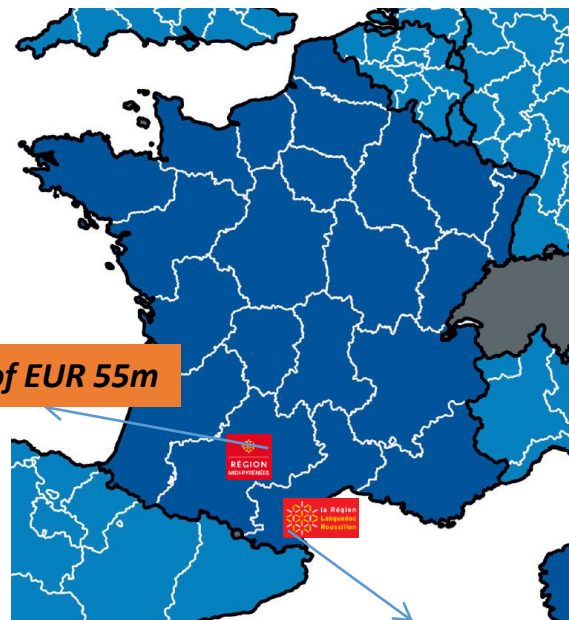 of EUR 55m
RÉGION
MIDI-PYRÉNÉES
la Région
Languedoc
Roussillon